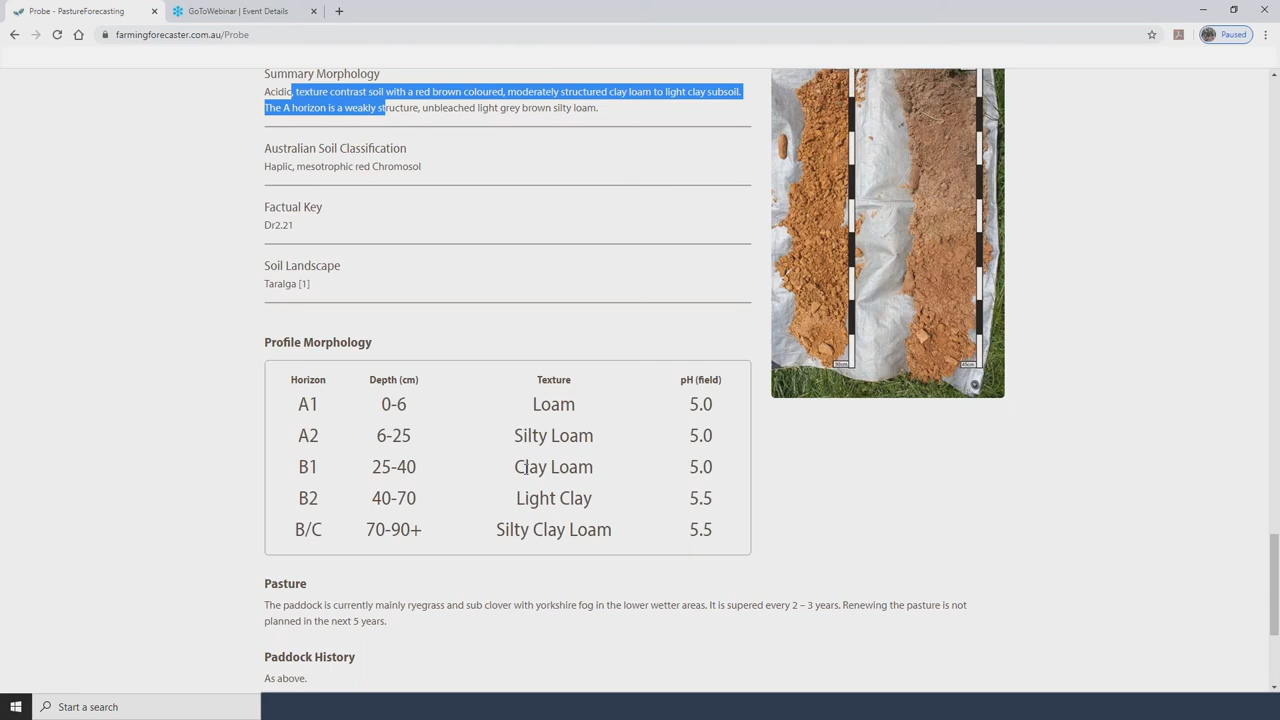 Probe - PastureForecasting
GoToWebinar | Event Details
farmingforecaster.com.au/Probe
Paused
Summary Morphology
Acidic, texture contrast soil with a red brown coloured, moderately structured clay loam to light clay subsoil.
The A horizon is a weakly structure, unbleached light grey brown silty loam.
Australian Soil Classification
Haplic, mesotrophic red Chromosol
Factual Key
Dr2.21
Soil Landscape
Taralga [1]
Profile Morphology
Horizon Depth (cm) Texture pH (field)
A1 0-6 Loam 5.0
A2 6-25 Silty Loam 5.0
B1 25-40 Clay Loam 5.0
B2 40-70 Light Clay 5.5
B/C 70-90+ Silty Clay Loam 5.5
Pasture
The paddock is currently mainly ryegrass and sub clover with yorkshire fog in the lower wetter areas. It is supered every 2 – 3 years. Renewing the pasture is not
planned in the next 5 years.
Paddock History
As above.
Start a search